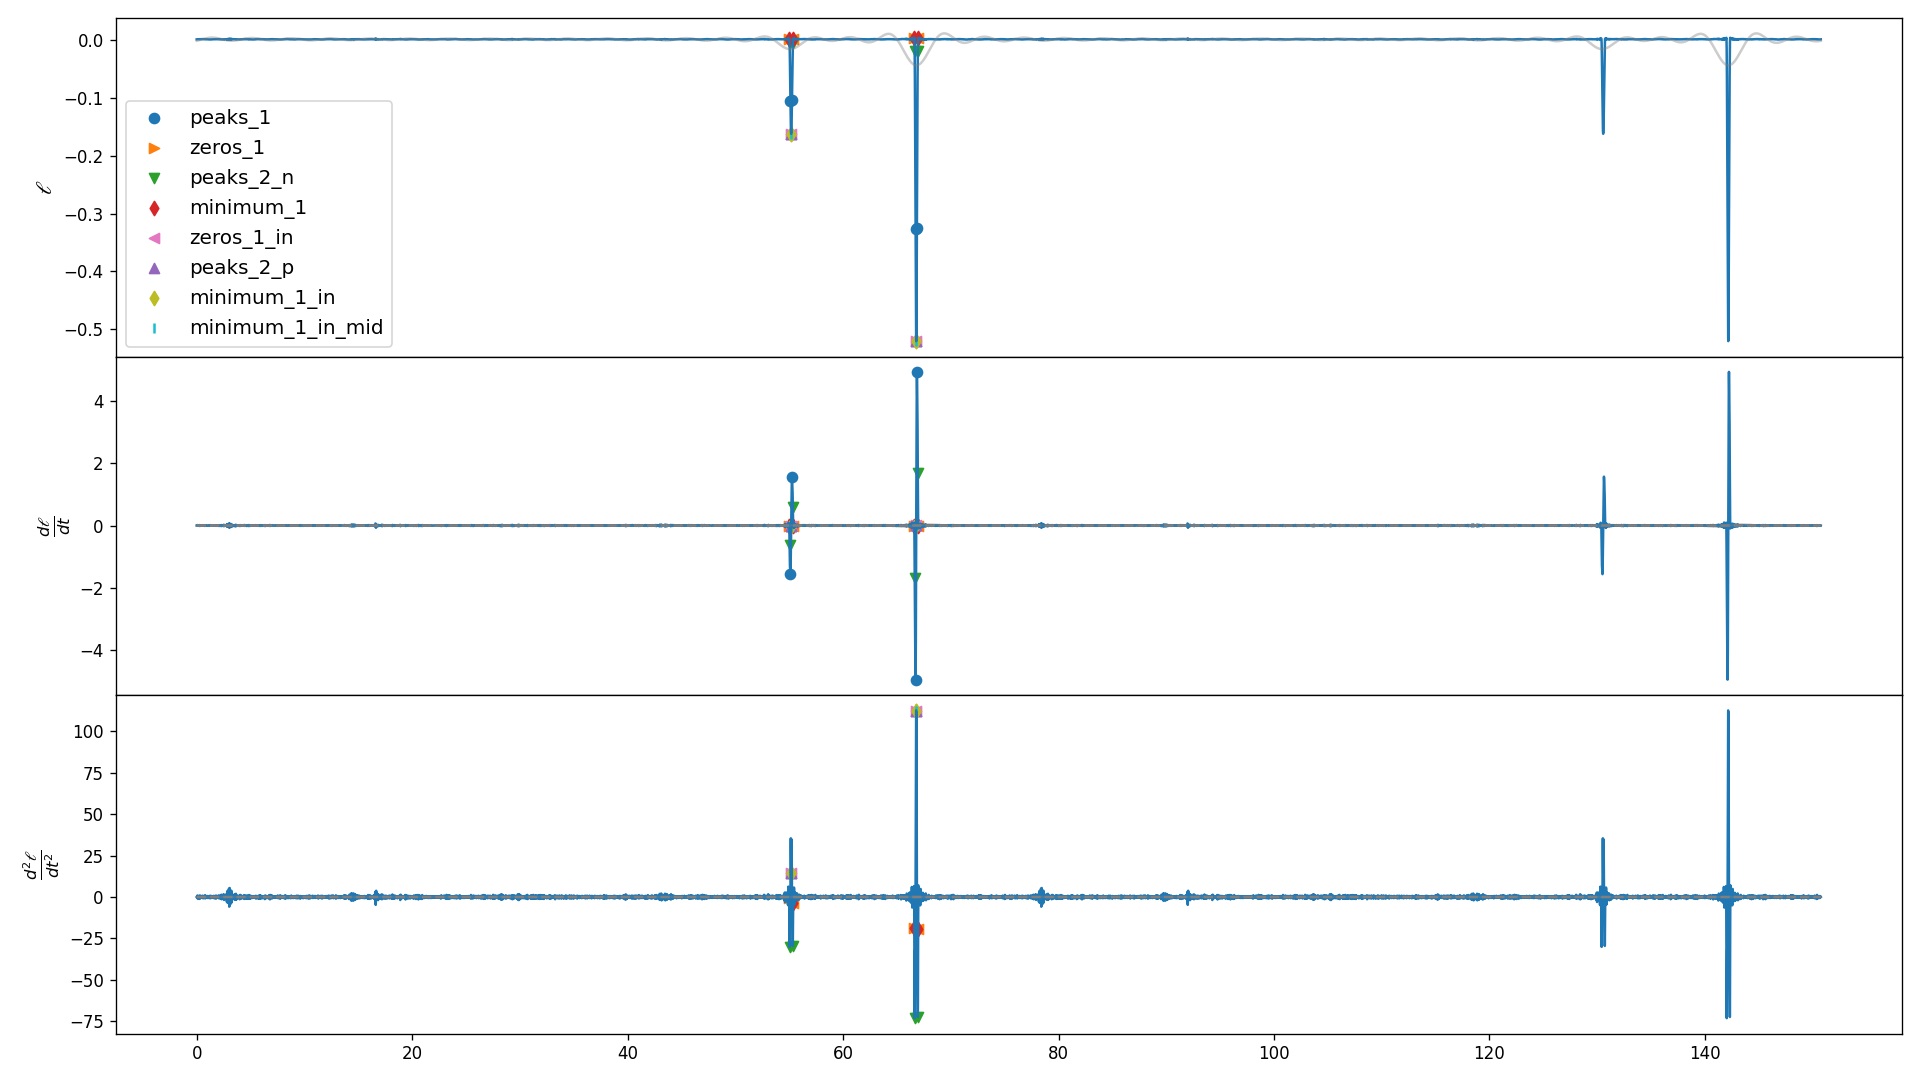 0.0
−0.1
−0.2
−0.3
−0.4
−0.5
ℓ
peaks_1
zeros_1
peaks_2_n
minimum_1
zeros_1_in
peaks_2_p
minimum_1_in
minimum_1_in_mid
4
2
0
−2
−4
dℓ
dt
100
75
50
25
0
−25
−50
−75
d²ℓ
dt²
0 20 40 60 80 100 120 140